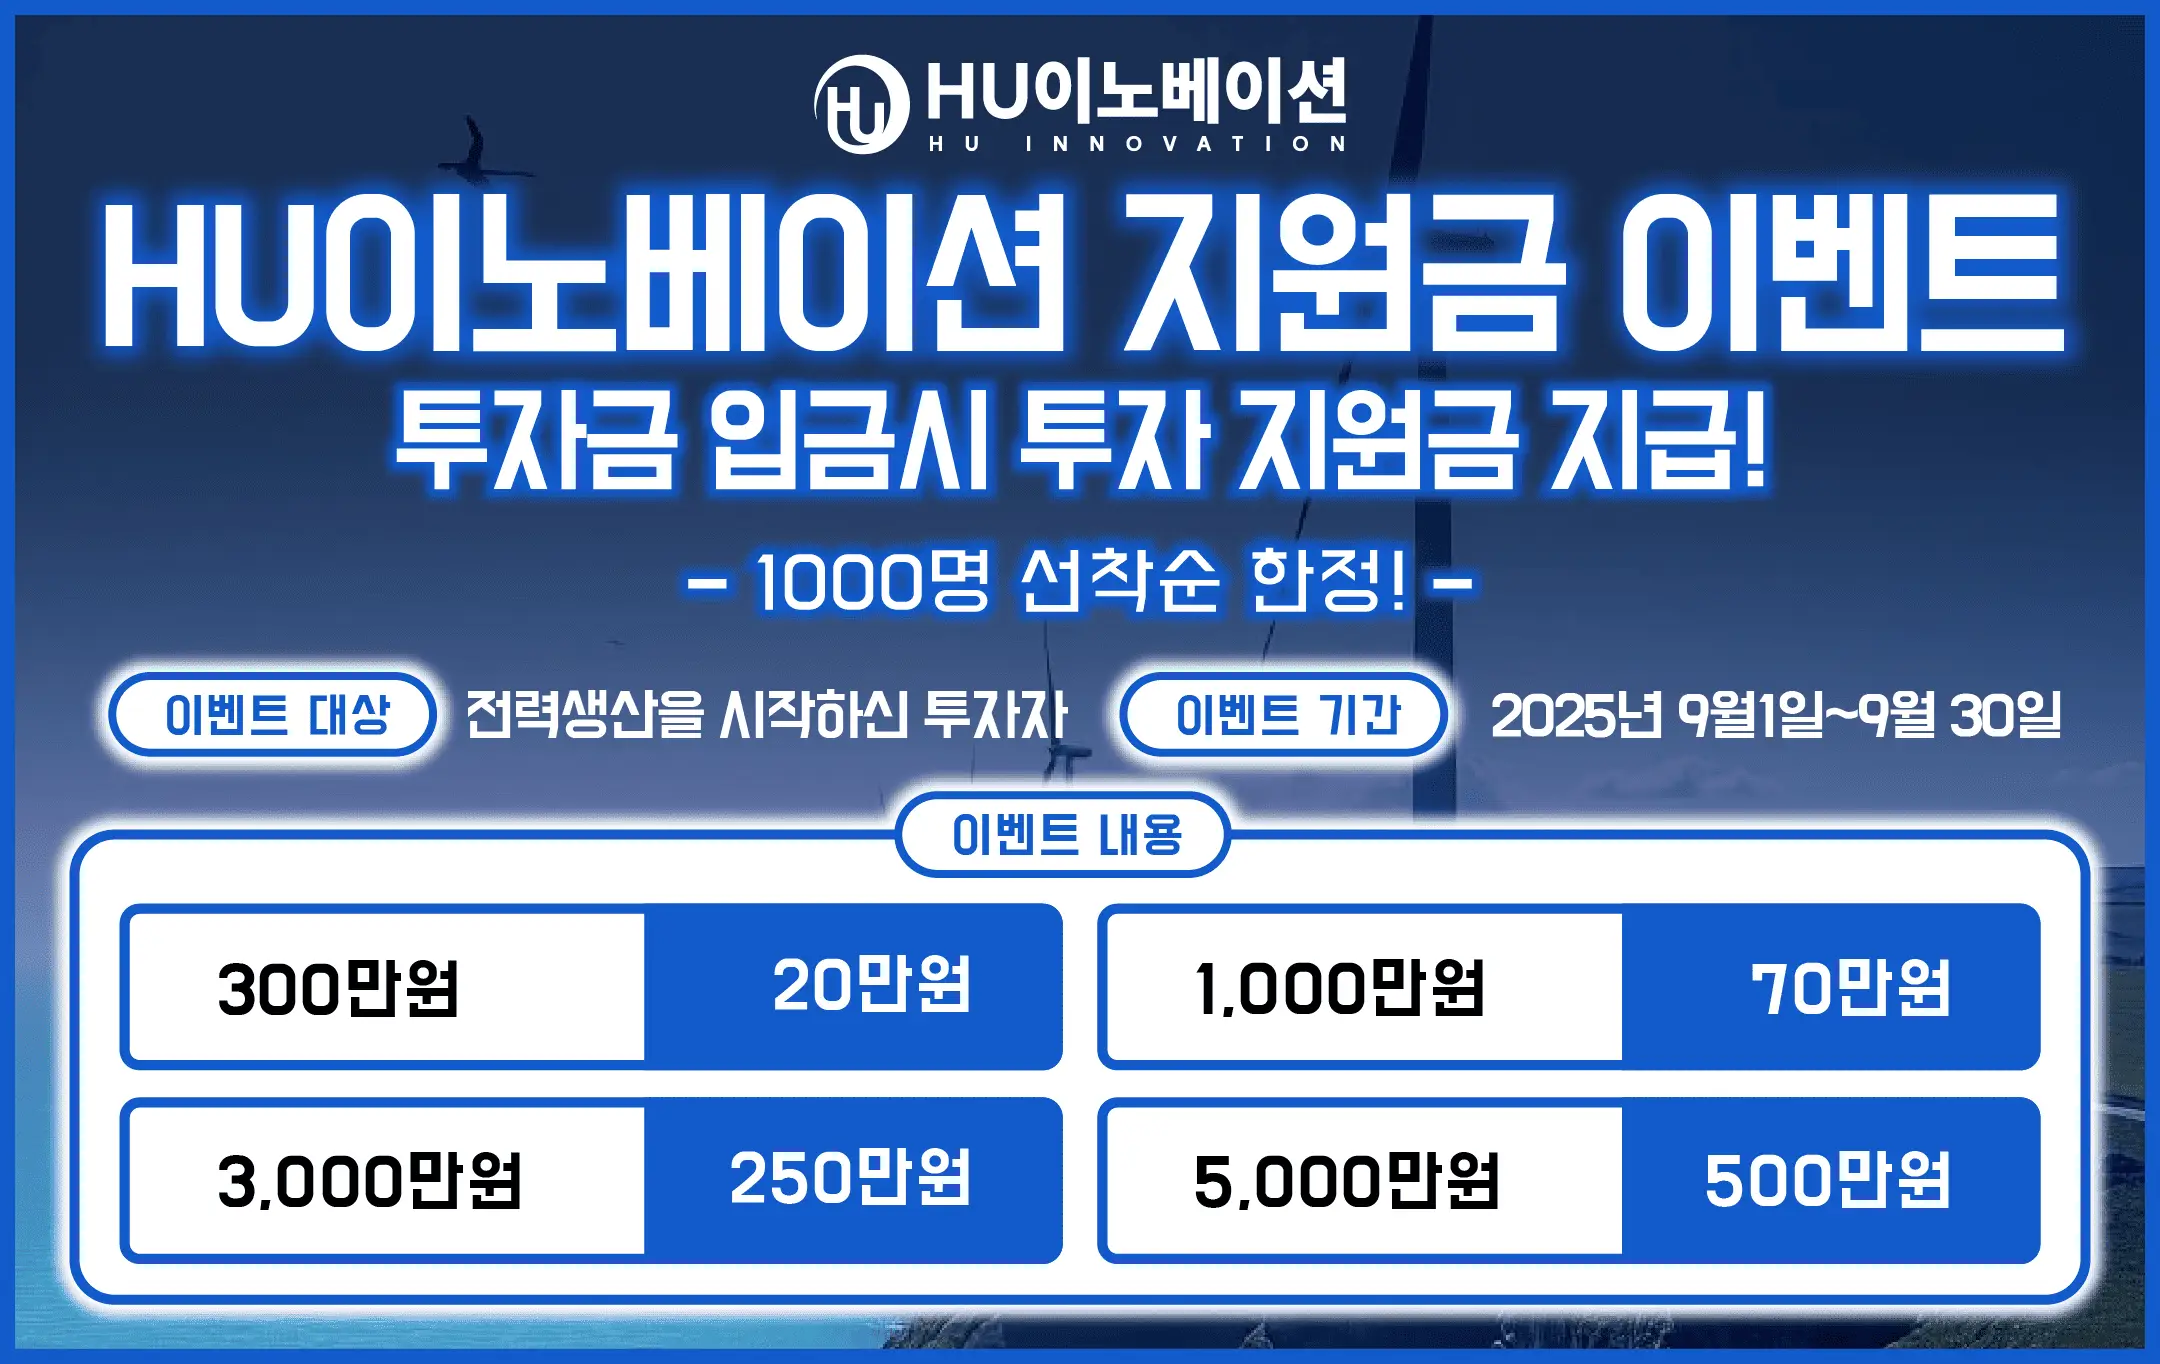 HU HU이노베이션
HU INNOVATION
HU이노베이션 지원금 이벤트
투자금 입금시 투자 지원금 지급!
- 1000명 선착순 한정! -
이벤트 대상 전력생산을 시작하신 투자자 이벤트 기간 2025년 9월1일~9월 30일
이벤트 내용
300만원 20만원 1,000만원 70만원
3,000만원 250만원 5,000만원 500만원